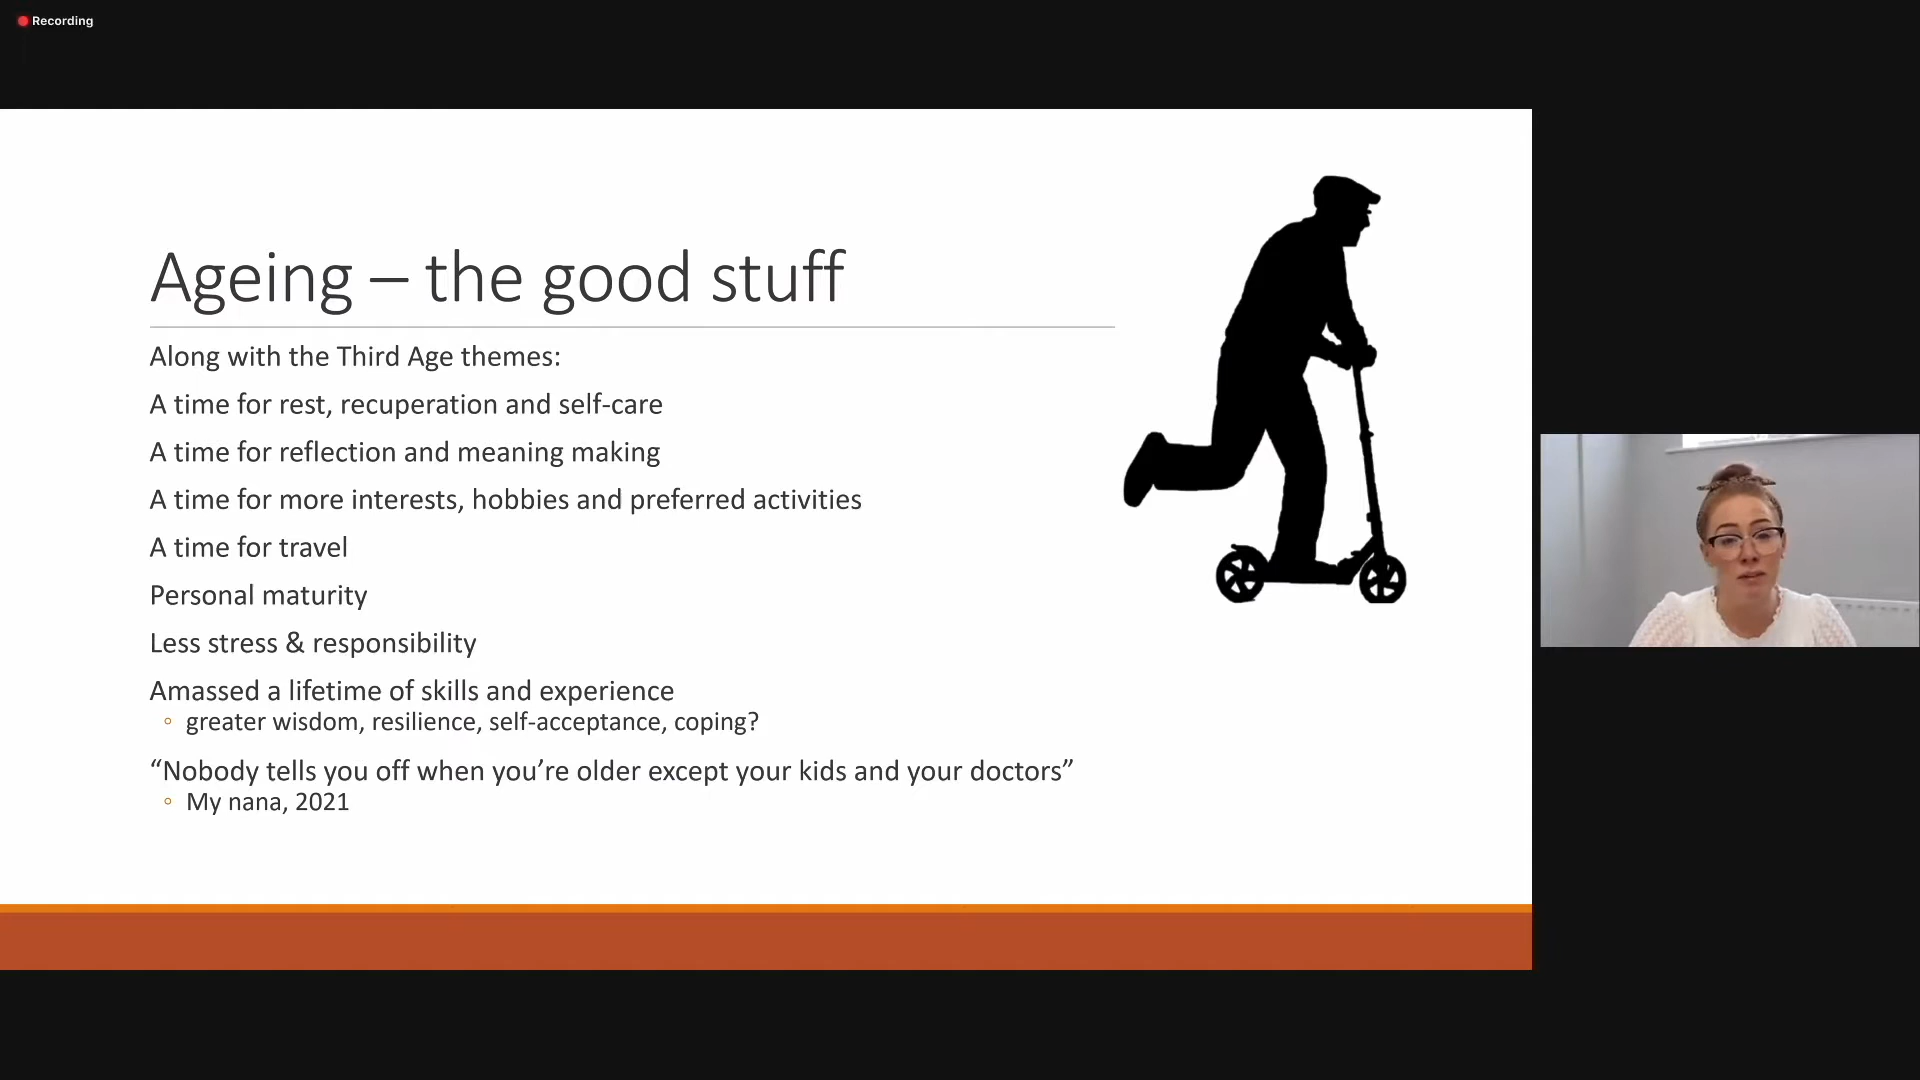 Recording
Ageing – the good stuff
Along with the Third Age themes:
A time for rest, recuperation and self-care
A time for reflection and meaning making
A time for more interests, hobbies and preferred activities
A time for travel
Personal maturity
Less stress & responsibility
Amassed a lifetime of skills and experience
◦ greater wisdom, resilience, self-acceptance, coping?
“Nobody tells you off when you’re older except your kids and your doctors”
◦ My nana, 2021